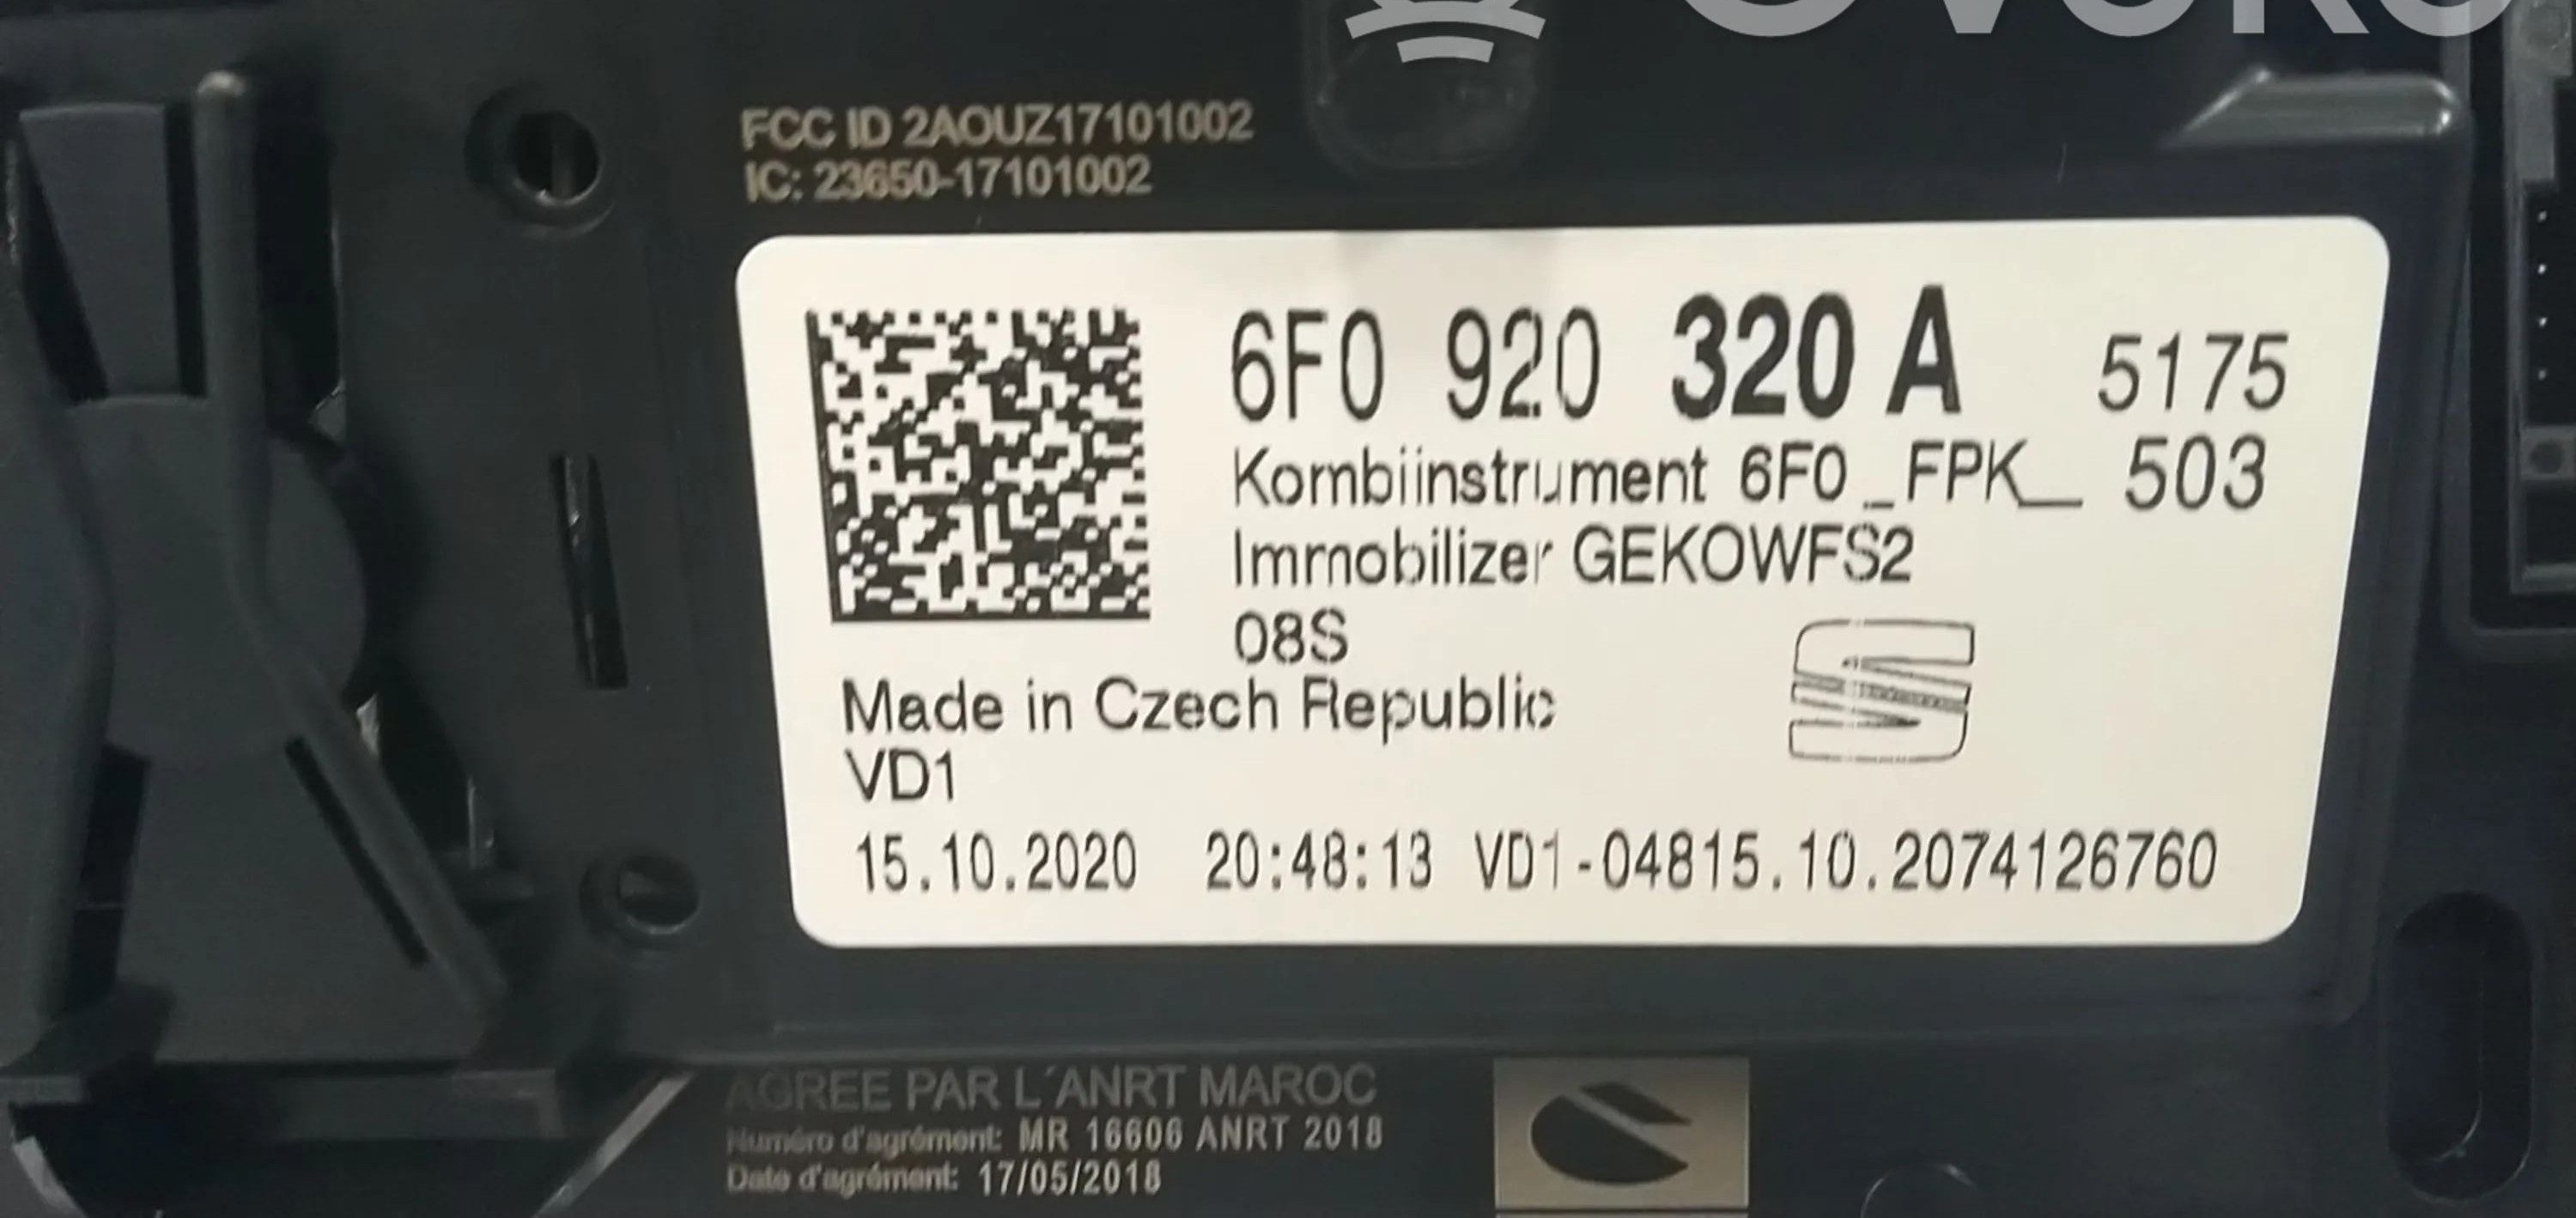 FCC ID 2AOUZ17101002
IC: 23650-17101002
6F0 920 320 A 5175
Kombiinstrument 6F0_FPK_ 503
Immobilizer GEKOWFS2
08S
Made in Czech Republic
VD1
15.10.2020 20:48:13 VD1-04815.10.2074126760
AGREE PAR L´ANRT MAROC
Numéro d'agrément: MR 16606 ANRT 2018
Date d'agrément: 17/05/2018